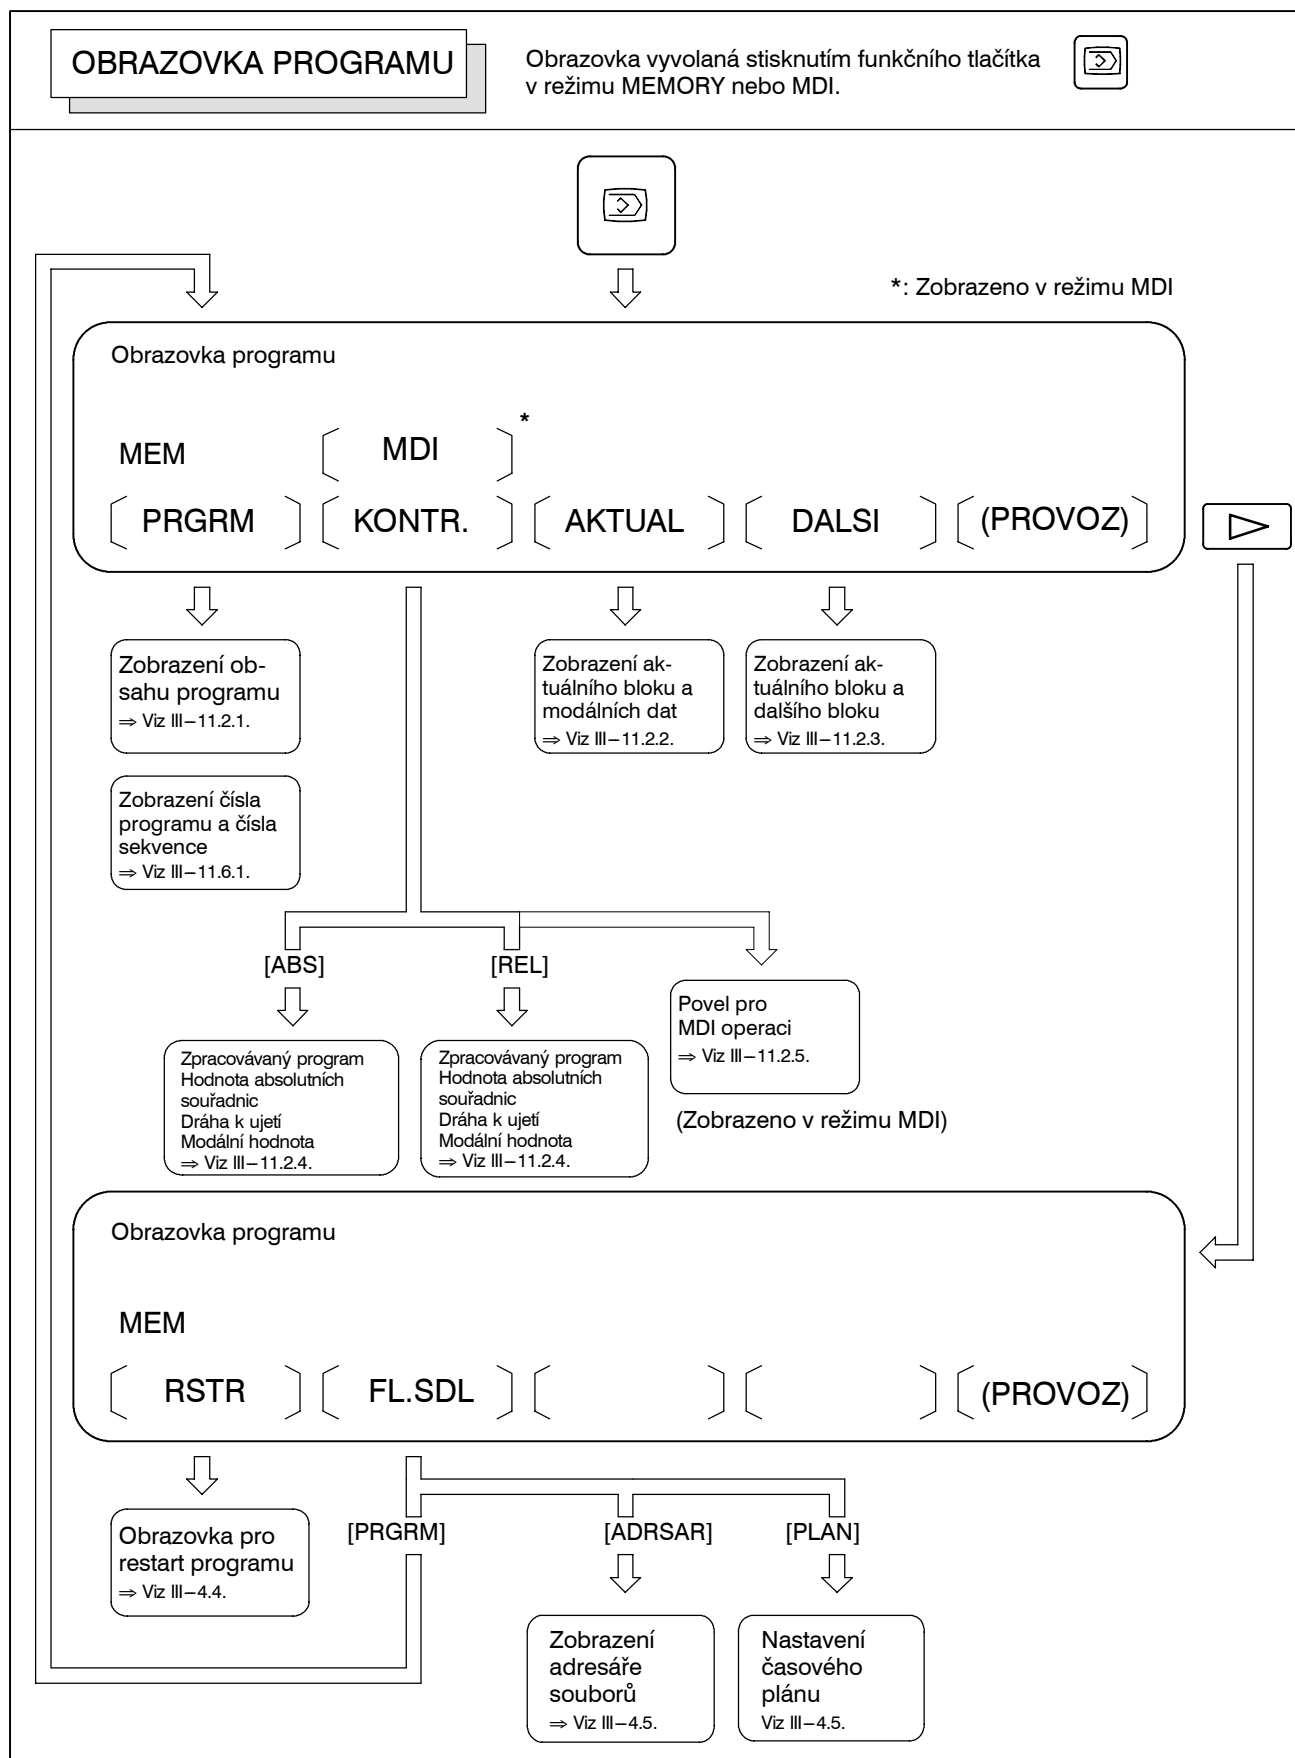 OBRAZOVKA PROGRAMU
Obrazovka vyvolaná stisknutím funkčního tlačítka
v režimu MEMORY nebo MDI.
*: Zobrazeno v režimu MDI
Obrazovka programu
MEM
MDI
*
PRGRM
KONTR.
AKTUAL
DALSI
(PROVOZ)
Zobrazení ob-
sahu programu
⇒ Viz III–11.2.1.
Zobrazení ak-
tuálního bloku a
modálních dat
⇒ Viz III–11.2.2.
Zobrazení ak-
tuálního bloku a
dalšího bloku
⇒ Viz III–11.2.3.
Zobrazení čísla
programu a čísla
sekvence
⇒ Viz III–11.6.1.
[ABS]
[REL]
Zpracovávaný program
Hodnota absolutních
souřadnic
Dráha k ujetí
Modální hodnota
⇒ Viz III–11.2.4.
Zpracovávaný program
Hodnota absolutních
souřadnic
Dráha k ujetí
Modální hodnota
⇒ Viz III–11.2.4.
Povel pro
MDI operaci
⇒ Viz III–11.2.5.
(Zobrazeno v režimu MDI)
Obrazovka programu
MEM
RSTR
FL.SDL
(PROVOZ)
[PRGRM]
[ADRSAR]
[PLAN]
Obrazovka pro
restart programu
⇒ Viz III–4.4.
Zobrazení
adresáře
souborů
⇒ Viz III–4.5.
Nastavení
časového
plánu
Viz III–4.5.